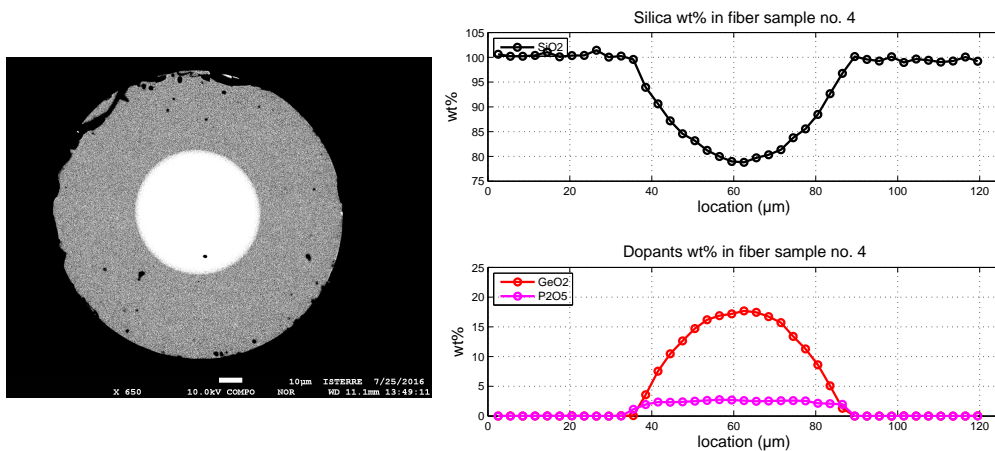 10µm ISTERRE 7/25/2016
X 650 10.0kV COMPO NOR WD 11.1mm 13:49:11
Silica wt% in fiber sample no. 4
105
100
95
90
85
80
75
wt%
SiO2
0 20 40 60 80 100 120
location (µm)
Dopants wt% in fiber sample no. 4
25
20
15
10
5
0
wt%
GeO2
P2O5
0 20 40 60 80 100 120
location (µm)